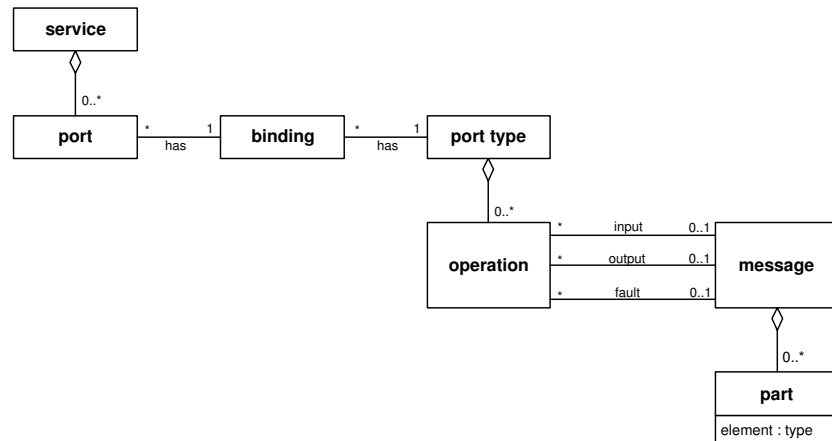 service
0..*
port
* 1
has
binding
* 1
has
port type
0..*
operation
* input 0..1
* output 0..1
* fault 0..1
message
0..*
part
element : type